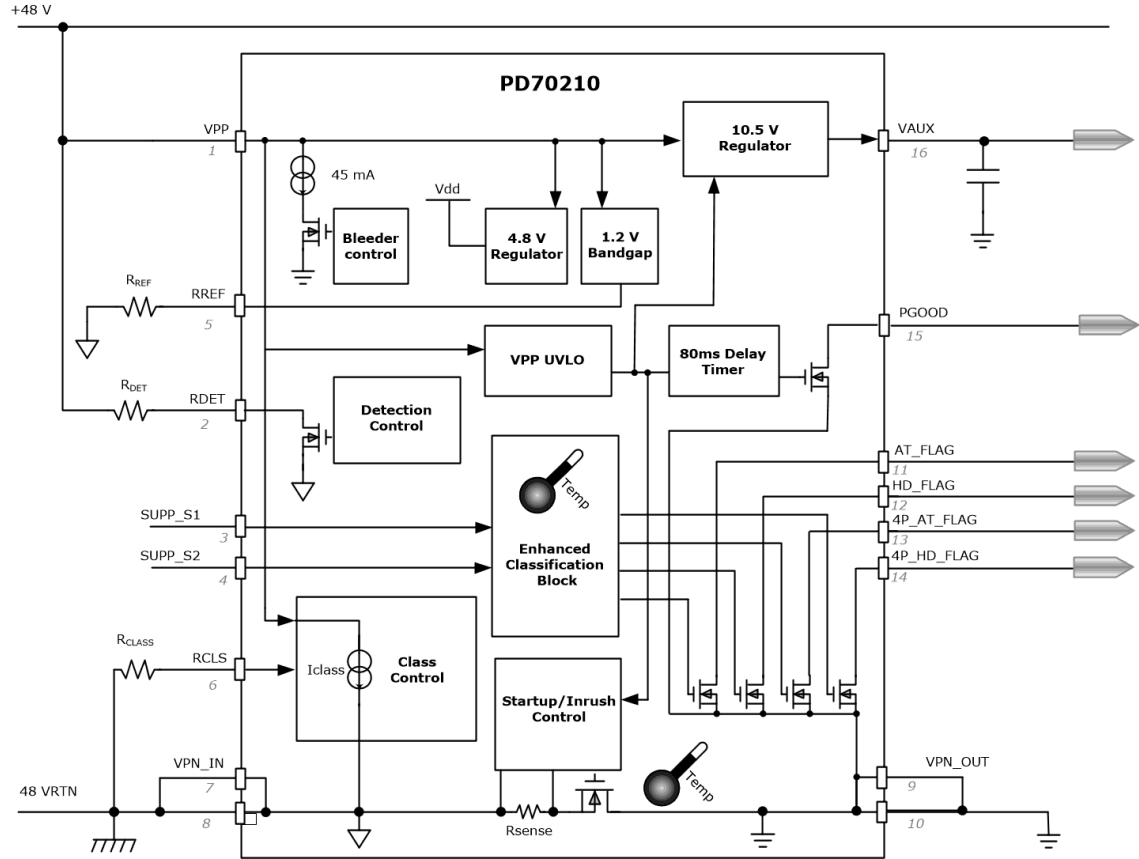 +48 V
PD70210
VPP
1
45 mA
Bleeder
control
Vdd
4.8 V
Regulator
1.2 V
Bandgap
10.5 V
Regulator
VAUX
16
RREF
RREF
5
VPP UVLO
80ms Delay
Timer
PGOOD
15
RDET
RDET
2
Detection
Control
Temp
Enhanced
Classification
Block
SUPP_S1
3
SUPP_S2
4
AT_FLAG
11
HD_FLAG
12
4P_AT_FLAG
13
4P_HD_FLAG
14
RCLASS
RCLS
6
Iclass
Class
Control
Startup/Inrush
Control
Temp
VPN_IN
7
48 VRTN
8
Rsense
VPN_OUT
9
10